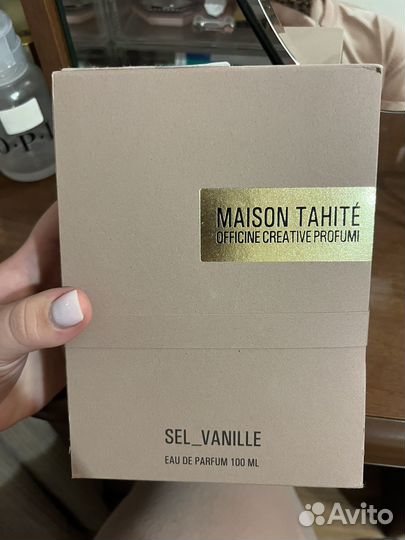 O.P.I
MAISON TAHITÉ
OFFICINE CREATIVE PROFUMI
SEL_VANILLE
EAU DE PARFUM 100 ML
Avito